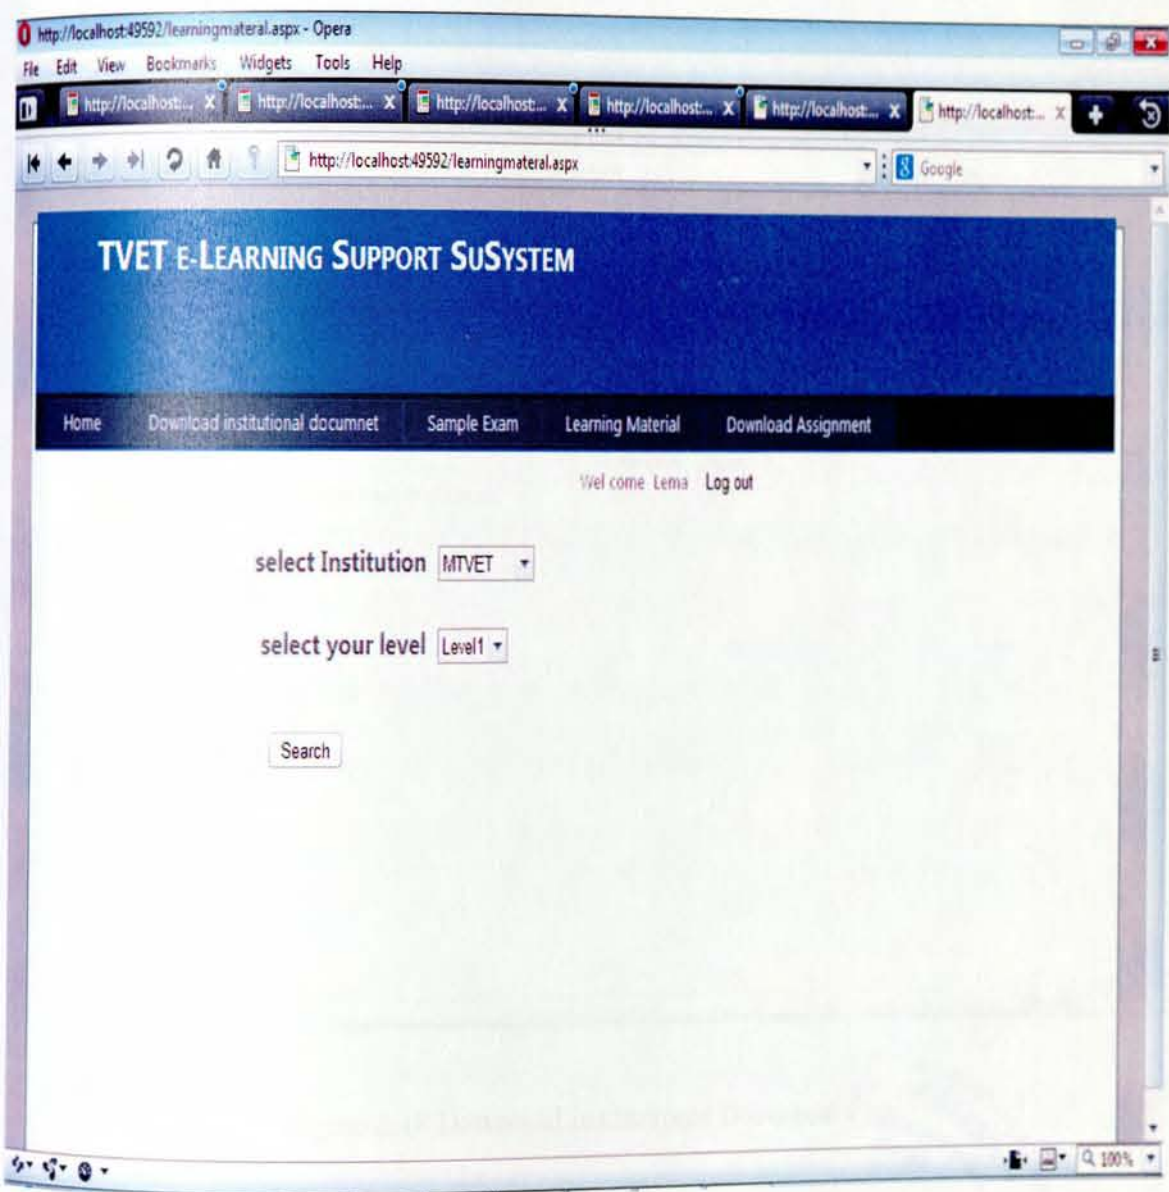 http://localhost:49592/learningmateral.aspx - Opera
File Edit View Bookmarks Widgets Tools Help
http://localhost:... X http://localhost:... X http://localhost:... X http://localhost:... X http://localhost:... X http://localhost:... X
http://localhost:49592/learningmateral.aspx Google
TVET E-LEARNING SUPPORT SUSYSTEM
Home Download institutional documnet Sample Exam Learning Material Download Assignment
Wel come Lema Log out
select Institution MTVET
select your level Level1
Search
100%